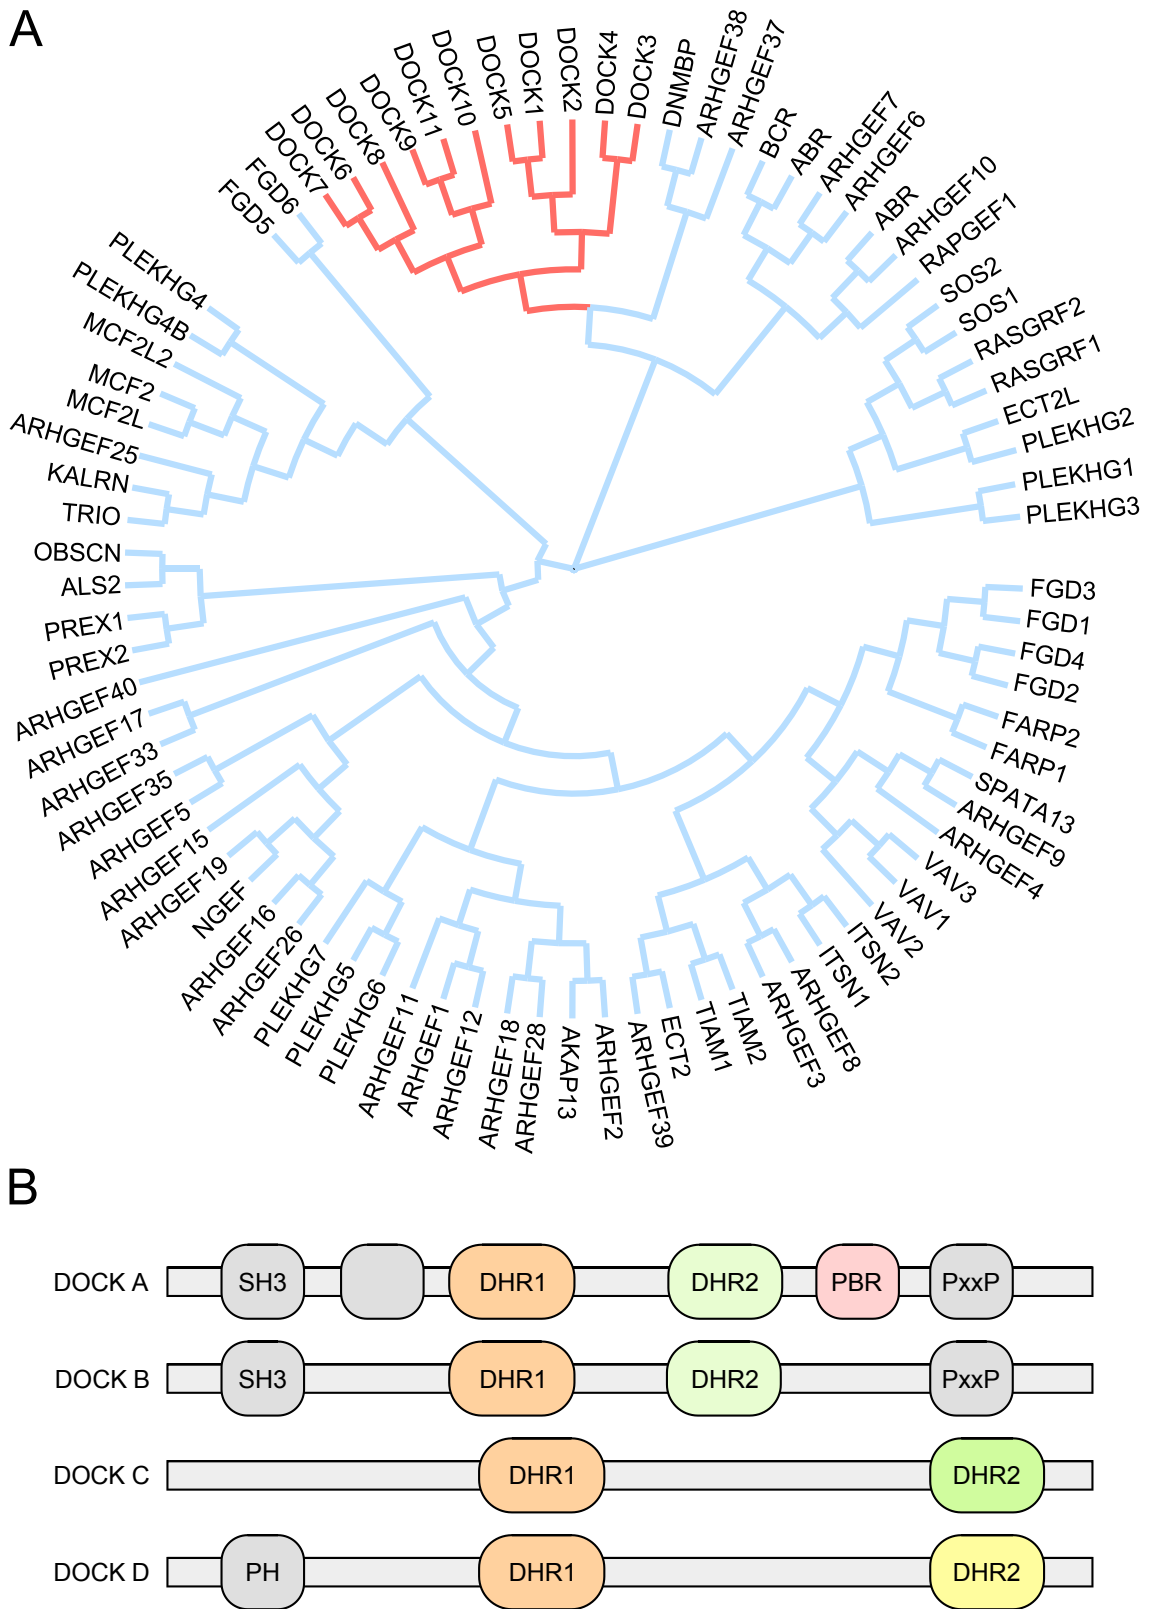 A
FGD5
FGD6
DOCK7
DOCK6
DOCK8
DOCK9
DOCK11
DOCK10
DOCK5
DOCK1
DOCK2
DOCK4
DOCK3
DNMBP
ARHGEF38
ARHGEF37
BCR
ABR
ARHGEF7
ARHGEF6
ABR
ARHGEF10
RAPGEF1
SOS2
SOS1
RASGRF2
RASGRF1
ECT2L
PLEKHG2
PLEKHG1
PLEKHG3
FGD3
FGD1
FGD4
FGD2
FARP2
FARP1
SPATA13
ARHGEF9
ARHGEF4
VAV3
VAV1
VAV2
ITSN2
ITSN1
ARHGEF8
ARHGEF3
TIAM2
TIAM1
ECT2
ARHGEF39
ARHGEF2
AKAP13
ARHGEF28
ARHGEF18
ARHGEF12
ARHGEF1
ARHGEF11
PLEKHG6
PLEKHG5
PLEKHG7
ARHGEF26
ARHGEF16
NGEF
ARHGEF19
ARHGEF15
ARHGEF5
ARHGEF35
ARHGEF33
ARHGEF17
ARHGEF40
PREX2
PREX1
ALS2
OBSCN
TRIO
KALRN
ARHGEF25
MCF2L
MCF2
MCF2L2
PLEKHG4B
PLEKHG4
B
DOCK A SH3 DHR1 DHR2 PBR PxxP
DOCK B SH3 DHR1 DHR2 PxxP
DOCK C DHR1 DHR2
DOCK D PH DHR1 DHR2